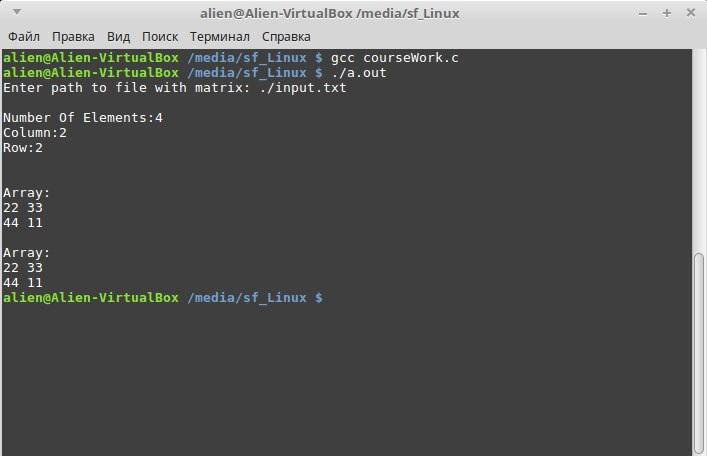 alien@Alien-VirtualBox /media/sf_Linux
Файл Правка Вид Поиск Терминал Справка
alien@Alien-VirtualBox /media/sf_Linux $ gcc courseWork.c
alien@Alien-VirtualBox /media/sf_Linux $ ./a.out
Enter path to file with matrix: ./input.txt
Number Of Elements:4
Column:2
Row:2
Array:
22 33
44 11
Array:
22 33
44 11
alien@Alien-VirtualBox /media/sf_Linux $